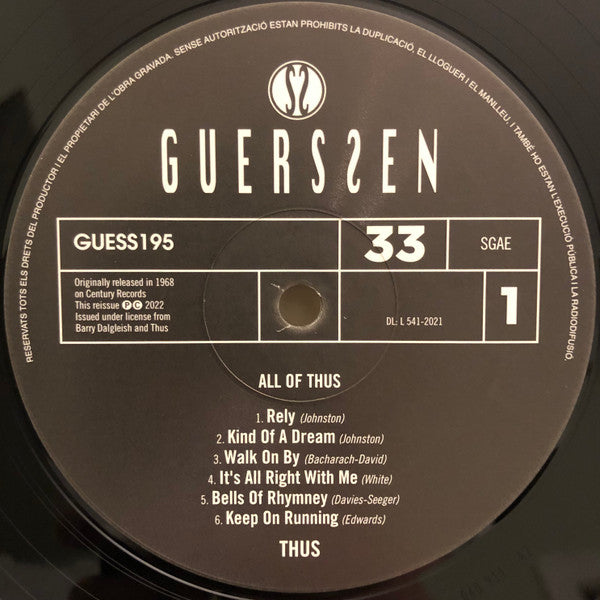 RESERVATS TOTS ELS DRETS DEL PRODUCTOR I EL PROPIETARI DE L'OBRA GRAVADA. SENSE AUTORITZACIÓ ESTAN PROHIBITS LA DUPLICACIÓ, EL LLOGUER I EL MANLLEU, I TAMBÉ HO ESTAN L'EXECUCIÓ PÚBLICA I LA RADIODIFUSIÓ.
GUERSSEN
GUESS195
33
SGAE
Originally released in 1968
on Century Records
This reissue ℗ © 2022
Issued under license from
Barry Dalgleish and Thus
DL: L 541-2021
1
ALL OF THUS
1. Rely (Johnston)
2. Kind Of A Dream (Johnston)
3. Walk On By (Bacharach-David)
4. It's All Right With Me (White)
5. Bells Of Rhymney (Davies-Seeger)
6. Keep On Running (Edwards)
THUS